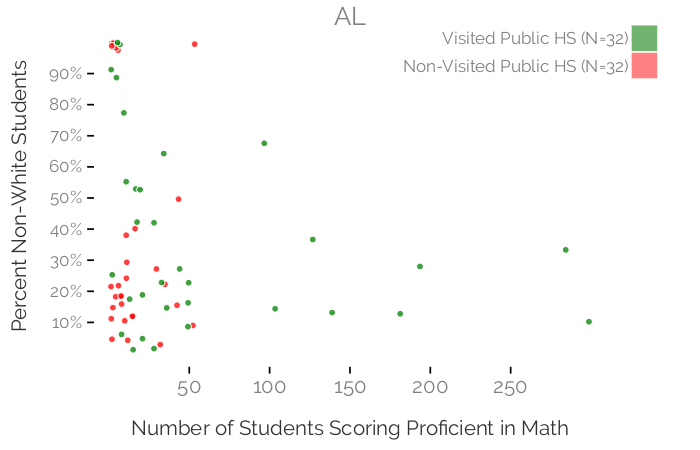 AL
Visited Public HS (N=32)
Non-Visited Public HS (N=32)
Percent Non-White Students
90%
80%
70%
60%
50%
40%
30%
20%
10%
50 100 150 200 250
Number of Students Scoring Proficient in Math